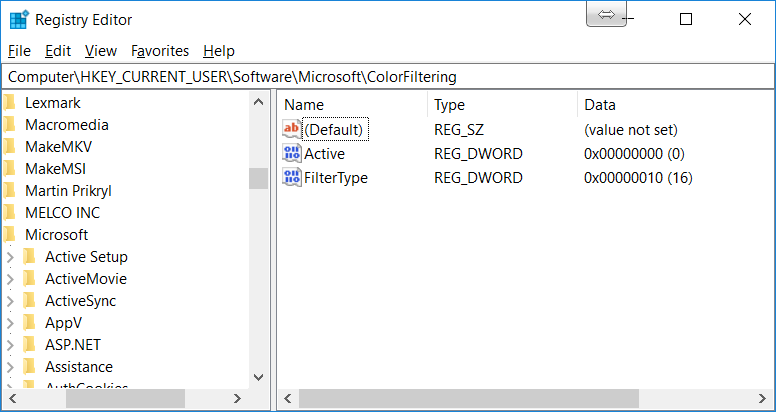 Registry Editor
File Edit View Favorites Help
Computer\HKEY_CURRENT_USER\Software\Microsoft\ColorFiltering
Lexmark
Macromedia
MakeMKV
MakeMSI
Martin Prikryl
MELCO INC
Microsoft
Active Setup
ActiveMovie
ActiveSync
AppV
ASP.NET
Assistance
AuthCookies
Name Type Data
ab (Default) REG_SZ (value not set)
Active REG_DWORD 0x00000000 (0)
FilterType REG_DWORD 0x00000010 (16)